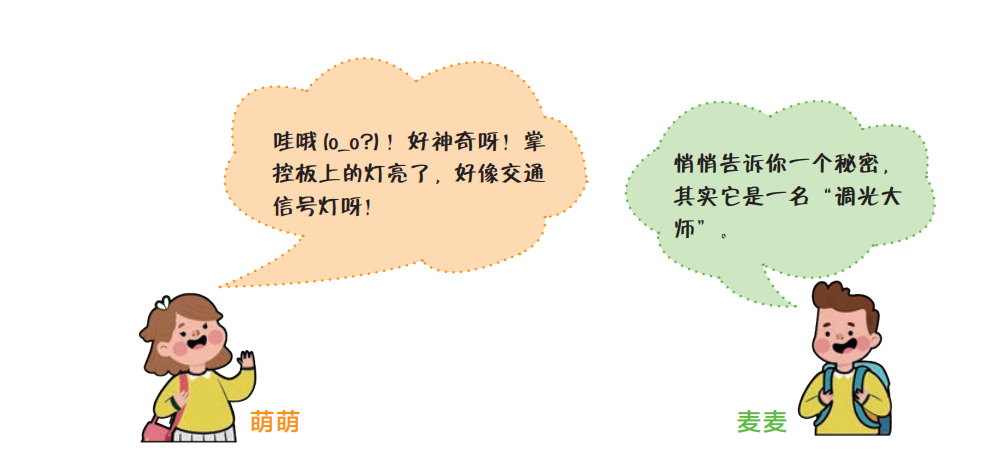 哇哦(o_o?)！好神奇呀！掌
控板上的灯亮了，好像交通
信号灯呀！
悄悄告诉你一个秘密，
其实它是一名“调光大
师”。
萌萌
麦麦